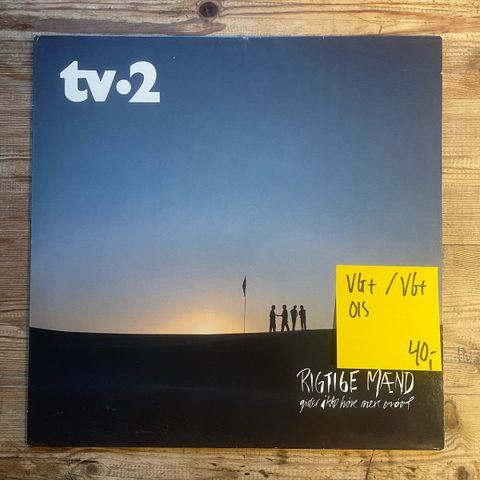 tv·2
VG+ / VG+
OIS
40,-
RIGTIGE MÆND
gider ikke høre mere vrøvl